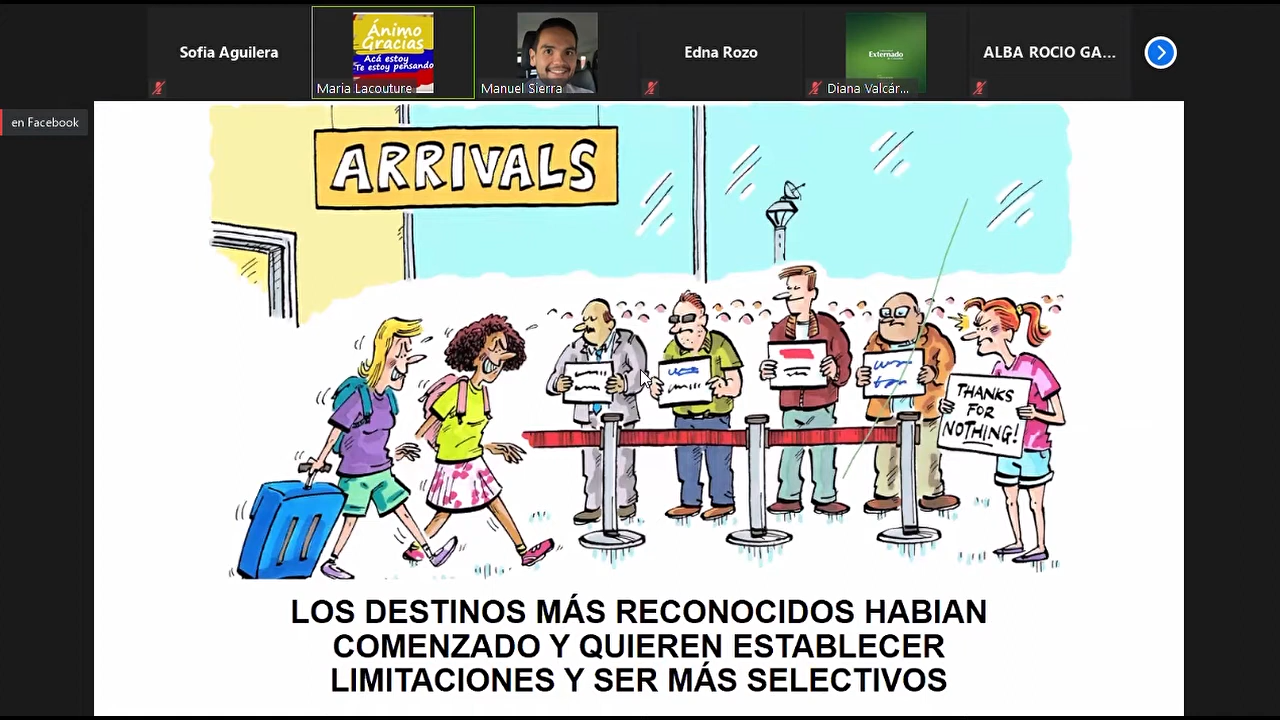 Sofia Aguilera
Ánimo
Gracias
Acá estoy
Te estoy pensando
Maria Lacouture
Manuel Sierra
Edna Rozo
Externado
Diana Valcár...
ALBA ROCIO GA...
en Facebook
ARRIVALS
THANKS
FOR
NOTHING!
LOS DESTINOS MÁS RECONOCIDOS HABIAN
COMENZADO Y QUIEREN ESTABLECER
LIMITACIONES Y SER MÁS SELECTIVOS